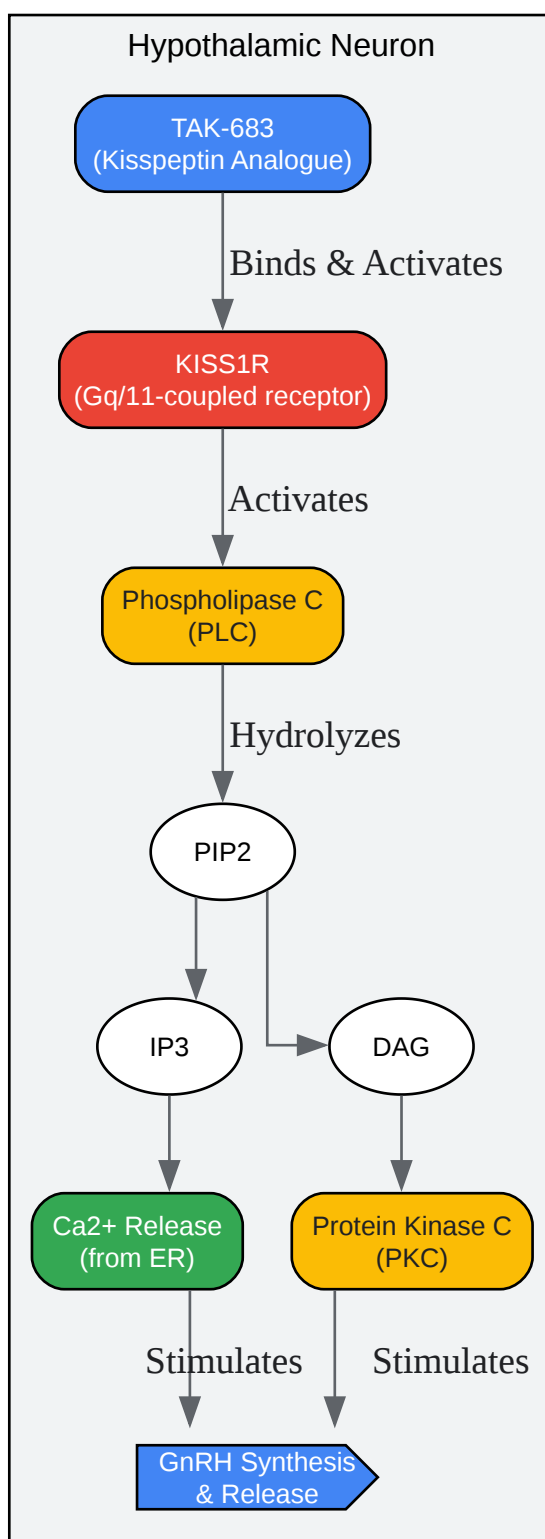 Hypothalamic Neuron
TAK-683
(Kisspeptin Analogue)
Binds & Activates
KISS1R
(Gq/11-coupled receptor)
Activates
Phospholipase C
(PLC)
Hydrolyzes
PIP2
IP3
DAG
Ca2+ Release
(from ER)
Protein Kinase C
(PKC)
Stimulates
Stimulates
GnRH Synthesis
& Release